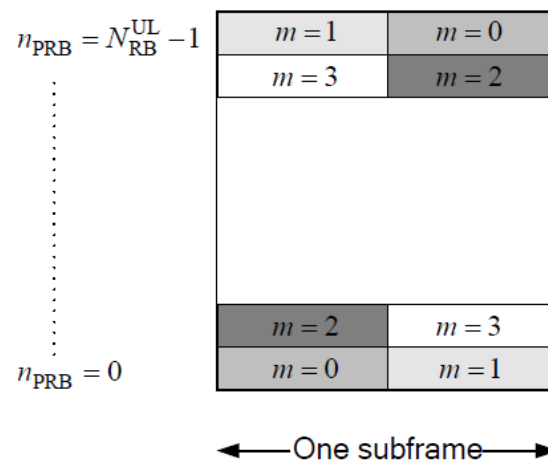 n_PRB = N_RB^UL − 1 m = 1 m = 0
m = 3 m = 2
m = 2 m = 3
n_PRB = 0 m = 0 m = 1
One subframe